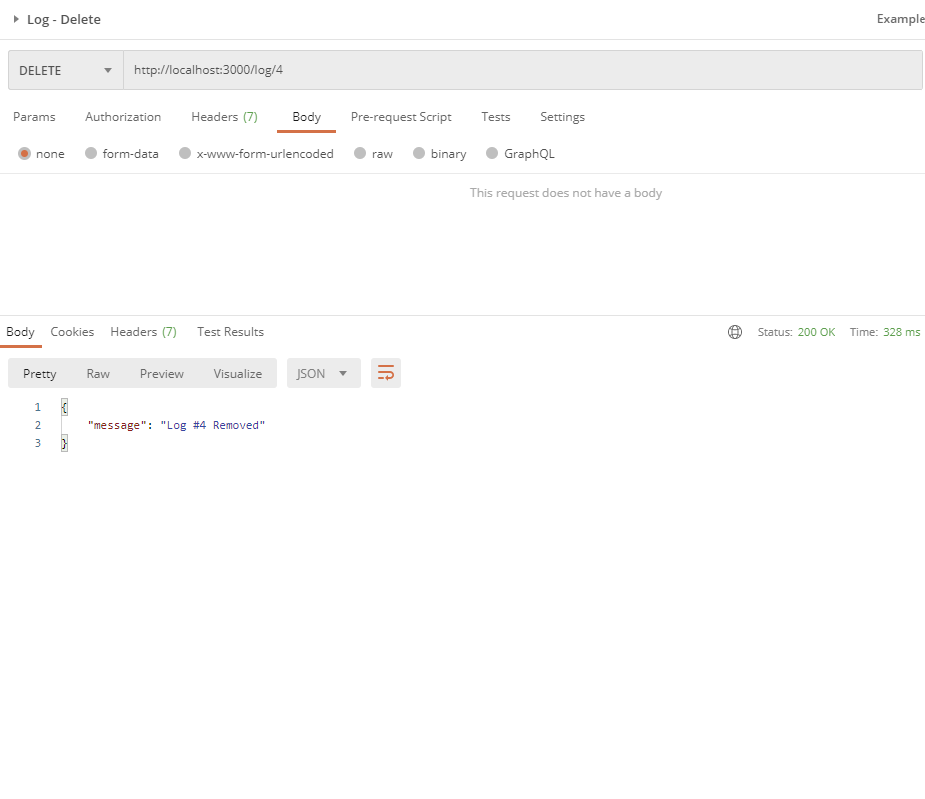 Log - Delete Example
DELETE http://localhost:3000/log/4
Params Authorization Headers (7) Body Pre-request Script Tests Settings
none form-data x-www-form-urlencoded raw binary GraphQL
This request does not have a body
Body Cookies Headers (7) Test Results Status: 200 OK Time: 328 ms
Pretty Raw Preview Visualize JSON
1 {
2 "message": "Log #4 Removed"
3 }